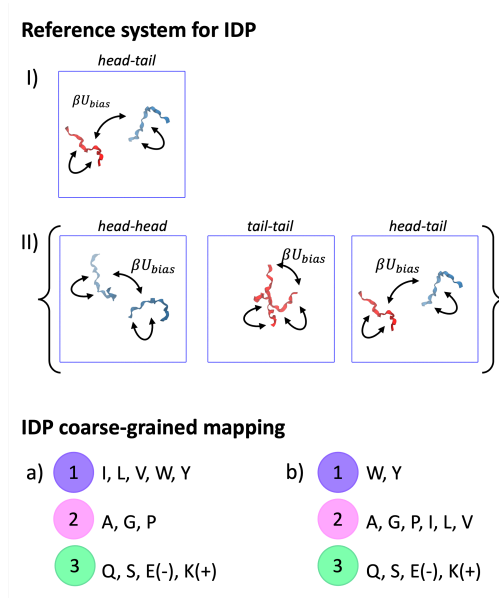 Reference system for IDP
head-tail
I)
βU_bias
head-head
tail-tail
head-tail
II)
βU_bias
βU_bias
βU_bias
IDP coarse-grained mapping
a) 1 I, L, V, W, Y
2 A, G, P
3 Q, S, E(-), K(+)
b) 1 W, Y
2 A, G, P, I, L, V
3 Q, S, E(-), K(+)